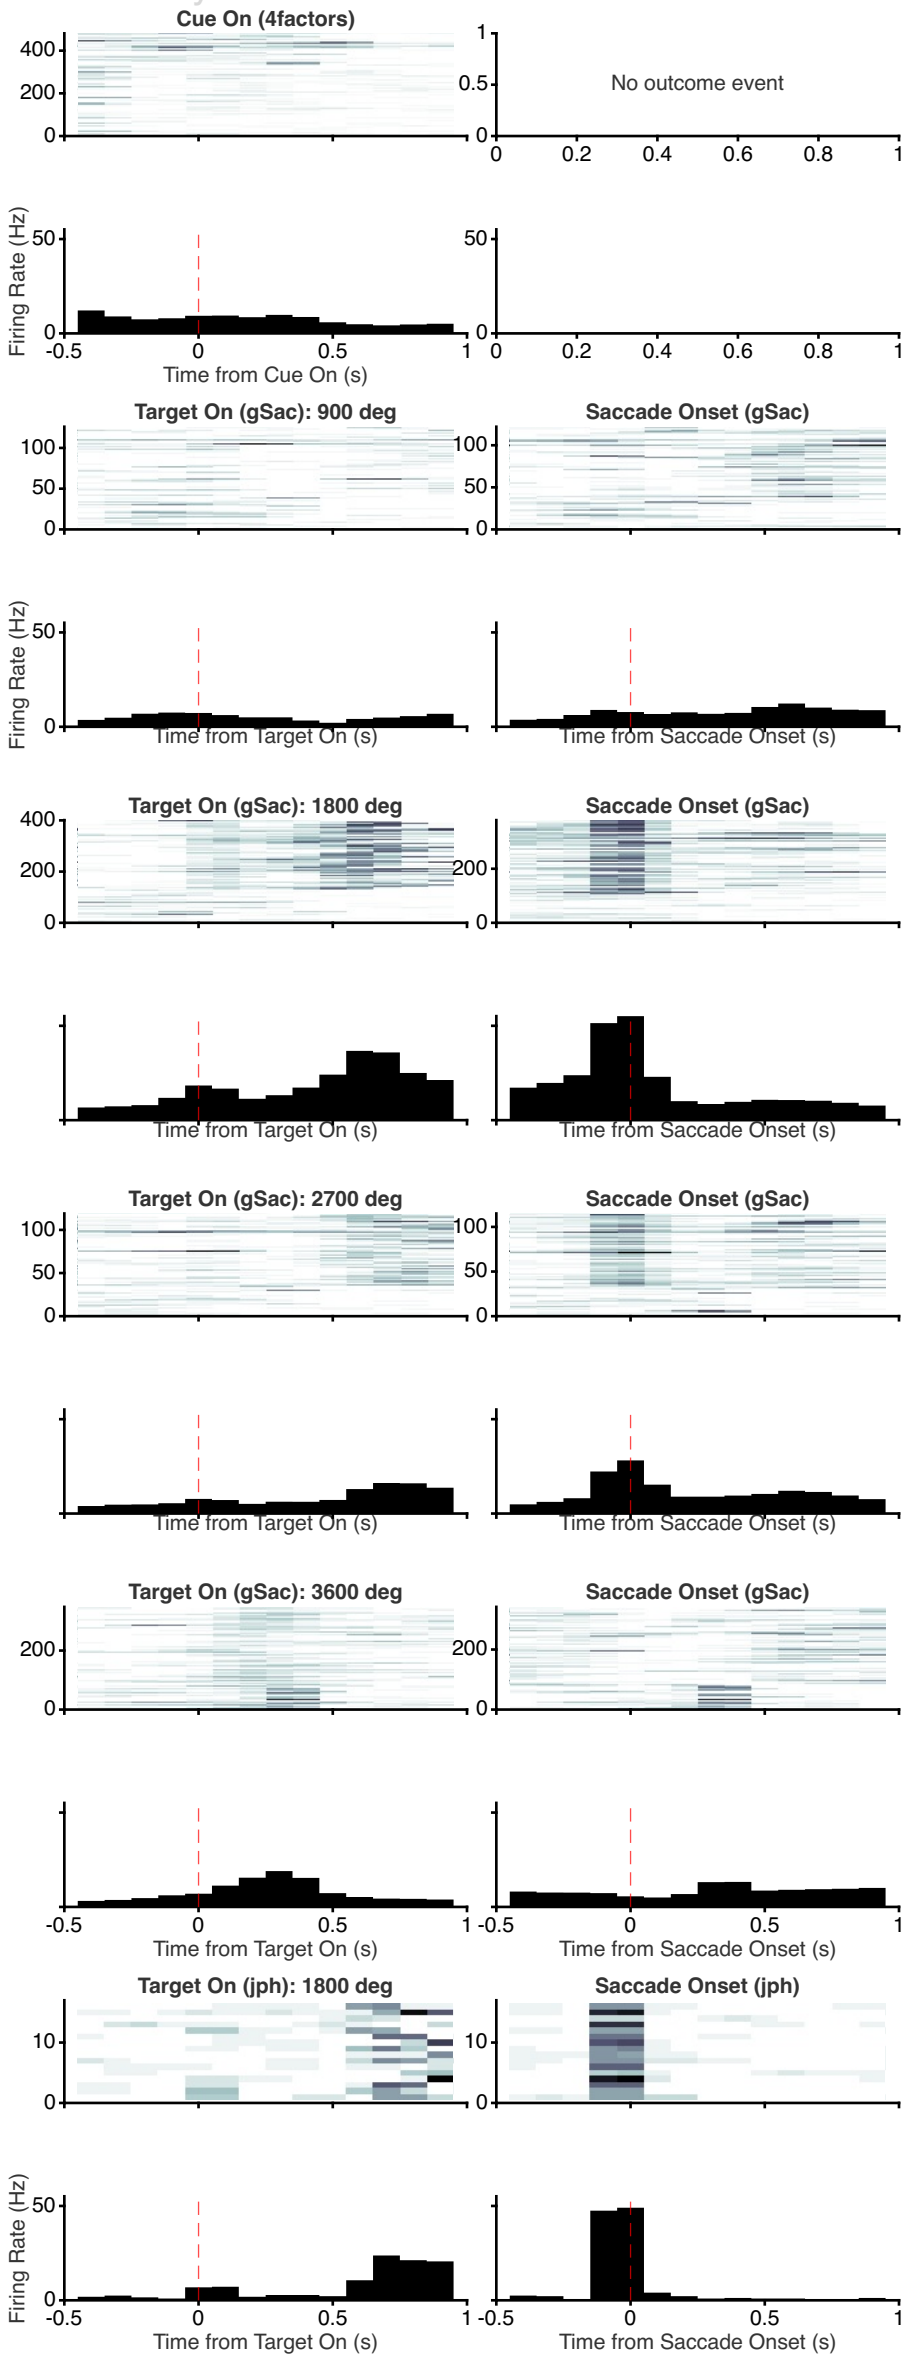 Cue On (4factors)
400
200
0
1
0.5
0
No outcome event
0 0.2 0.4 0.6 0.8 1
Firing Rate (Hz)
50
0
-0.5 0 0.5 1
Time from Cue On (s)
50
0
0 0.2 0.4 0.6 0.8 1
Target On (gSac): 900 deg
100
50
0
Saccade Onset (gSac)
100
50
0
Firing Rate (Hz)
50
0
Time from Target On (s)
Time from Saccade Onset (s)
Target On (gSac): 1800 deg
400
200
0
Saccade Onset (gSac)
200
0
Time from Target On (s)
Time from Saccade Onset (s)
Target On (gSac): 2700 deg
100
50
0
Saccade Onset (gSac)
100
50
0
Time from Target On (s)
Time from Saccade Onset (s)
Target On (gSac): 3600 deg
200
0
Saccade Onset (gSac)
200
0
-0.5 0 0.5 1
Time from Target On (s)
-0.5 0 0.5 1
Time from Saccade Onset (s)
Target On (jph): 1800 deg
10
0
Saccade Onset (jph)
10
0
Firing Rate (Hz)
50
0
-0.5 0 0.5 1
Time from Target On (s)
50
0
-0.5 0 0.5 1
Time from Saccade Onset (s)